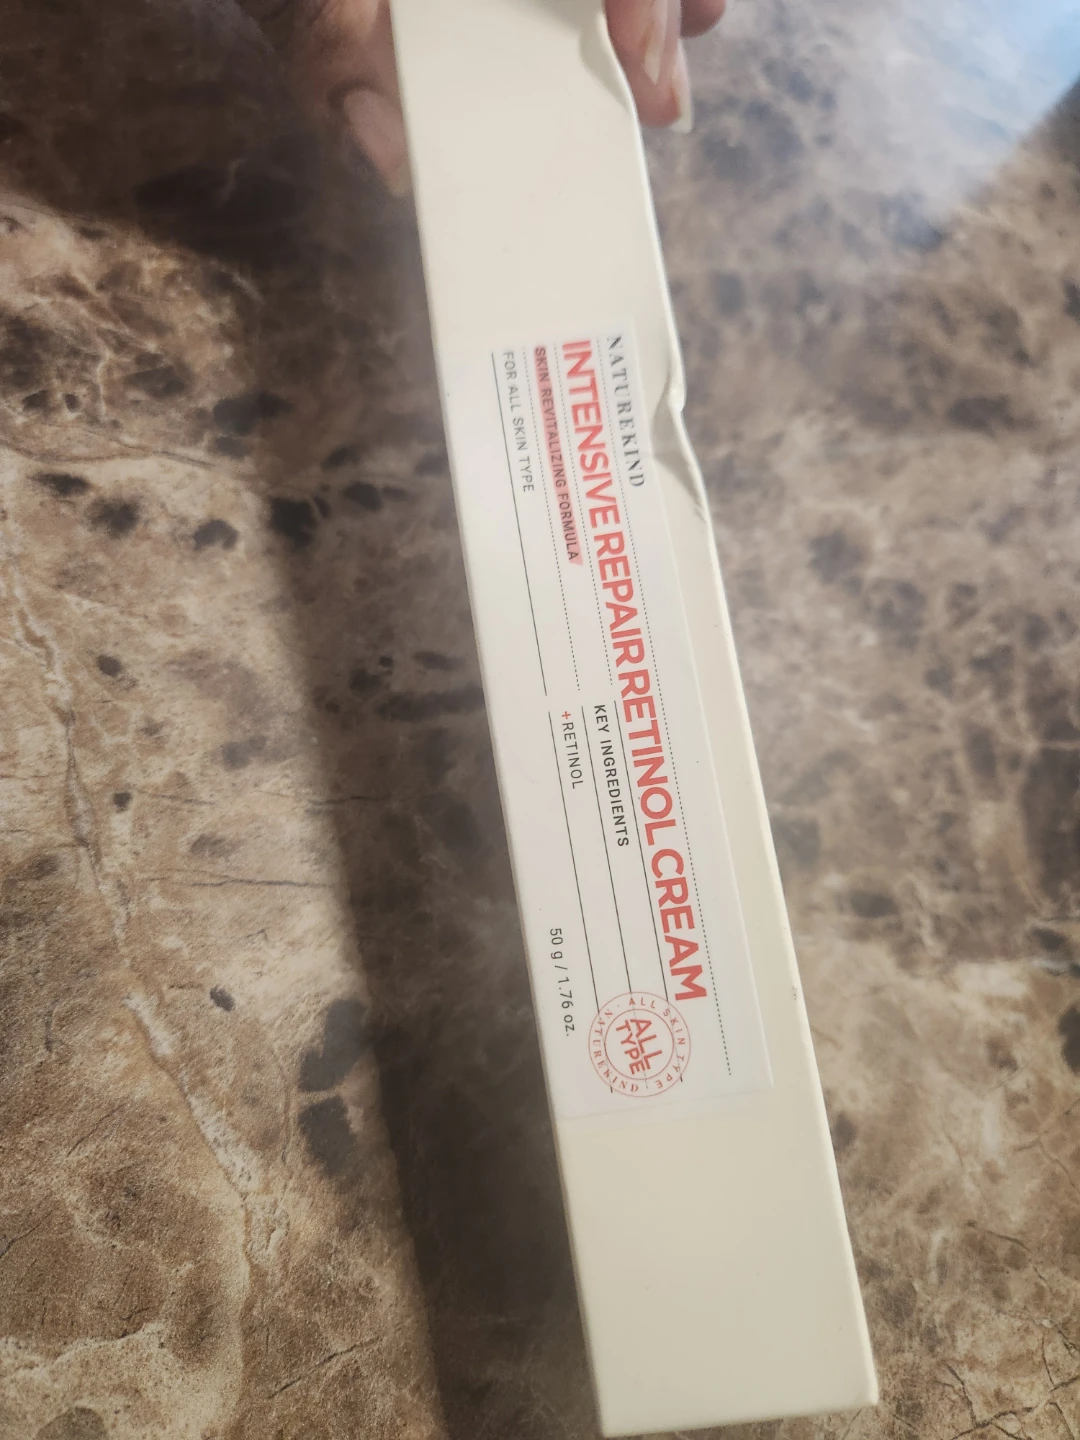 NATUREKIND
INTENSIVE REPAIR RETINOL CREAM
SKIN REVITALIZING FORMULA
FOR ALL SKIN TYPE
KEY INGREDIENTS
+RETINOL
50 g / 1.76 oz.
ALL SKIN TYPE · NATUREKIND ·
ALL
TYPE